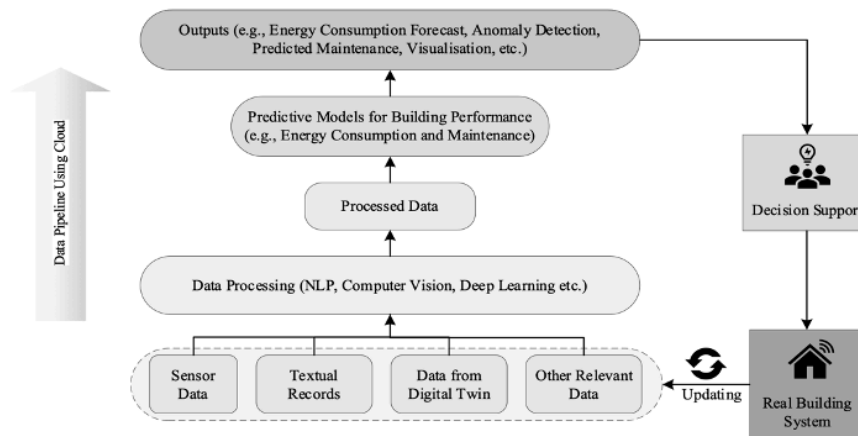 Outputs (e.g., Energy Consumption Forecast, Anomaly Detection,
Predicted Maintenance, Visualisation, etc.)
Data Pipeline Using Cloud
Predictive Models for Building Performance
(e.g., Energy Consumption and Maintenance)
Processed Data
Decision Support
Data Processing (NLP, Computer Vision, Deep Learning etc.)
Sensor
Data
Textual
Records
Data from
Digital Twin
Other Relevant
Data
Updating
Real Building
System